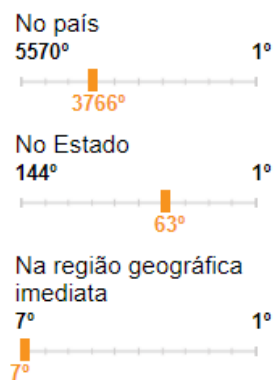 No país
5570º 1º
3766º
No Estado
144º 1º
63º
Na região geográfica
imediata
7º 1º
7º